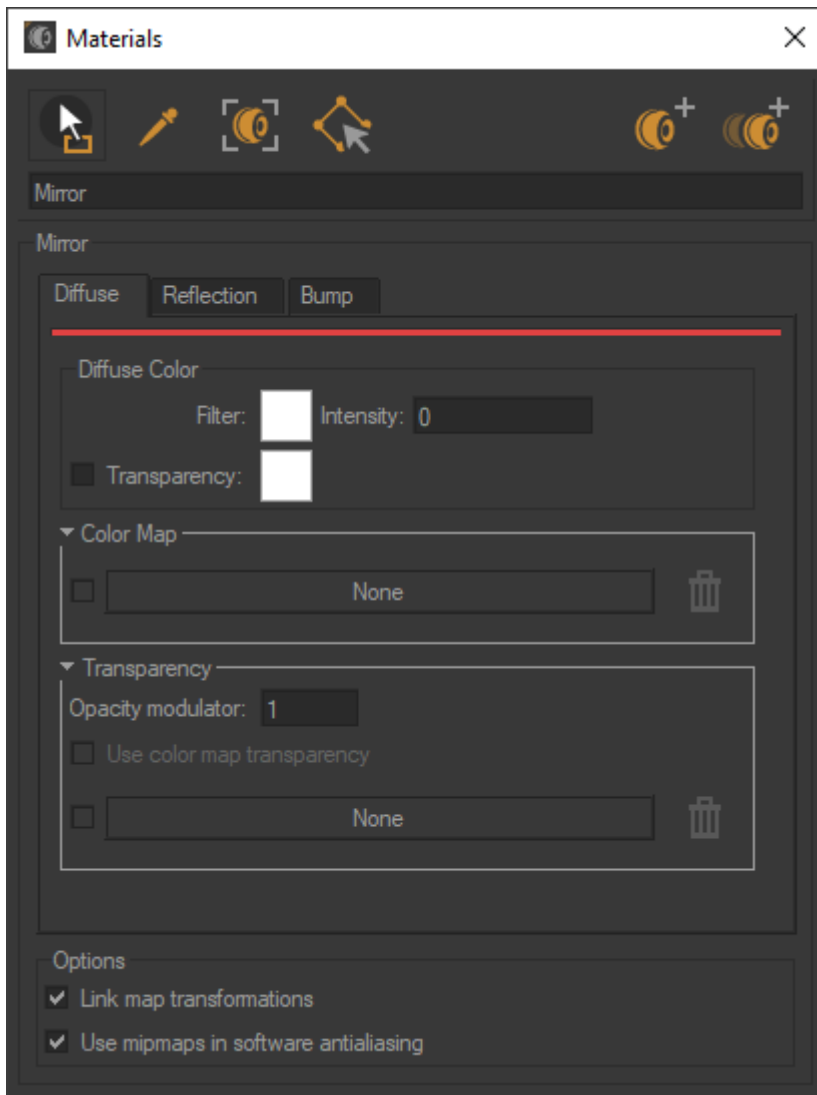 Materials
Mirror
Mirror
Diffuse Reflection Bump
Diffuse Color
Filter: Intensity: 0
Transparency:
Color Map
None
Transparency
Opacity modulator: 1
Use color map transparency
None
Options
Link map transformations
Use mipmaps in software antialiasing